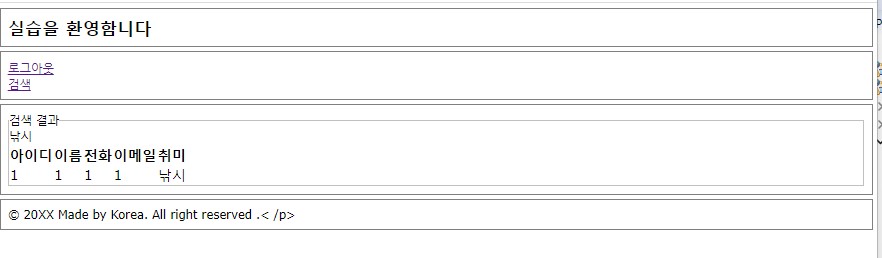 실습을 환영함니다
로그아웃
검색
검색 결과
낚시
아이디 이름 전화 이메일 취미
1 1 1 1 낚시
© 20XX Made by Korea. All right reserved .< /p>